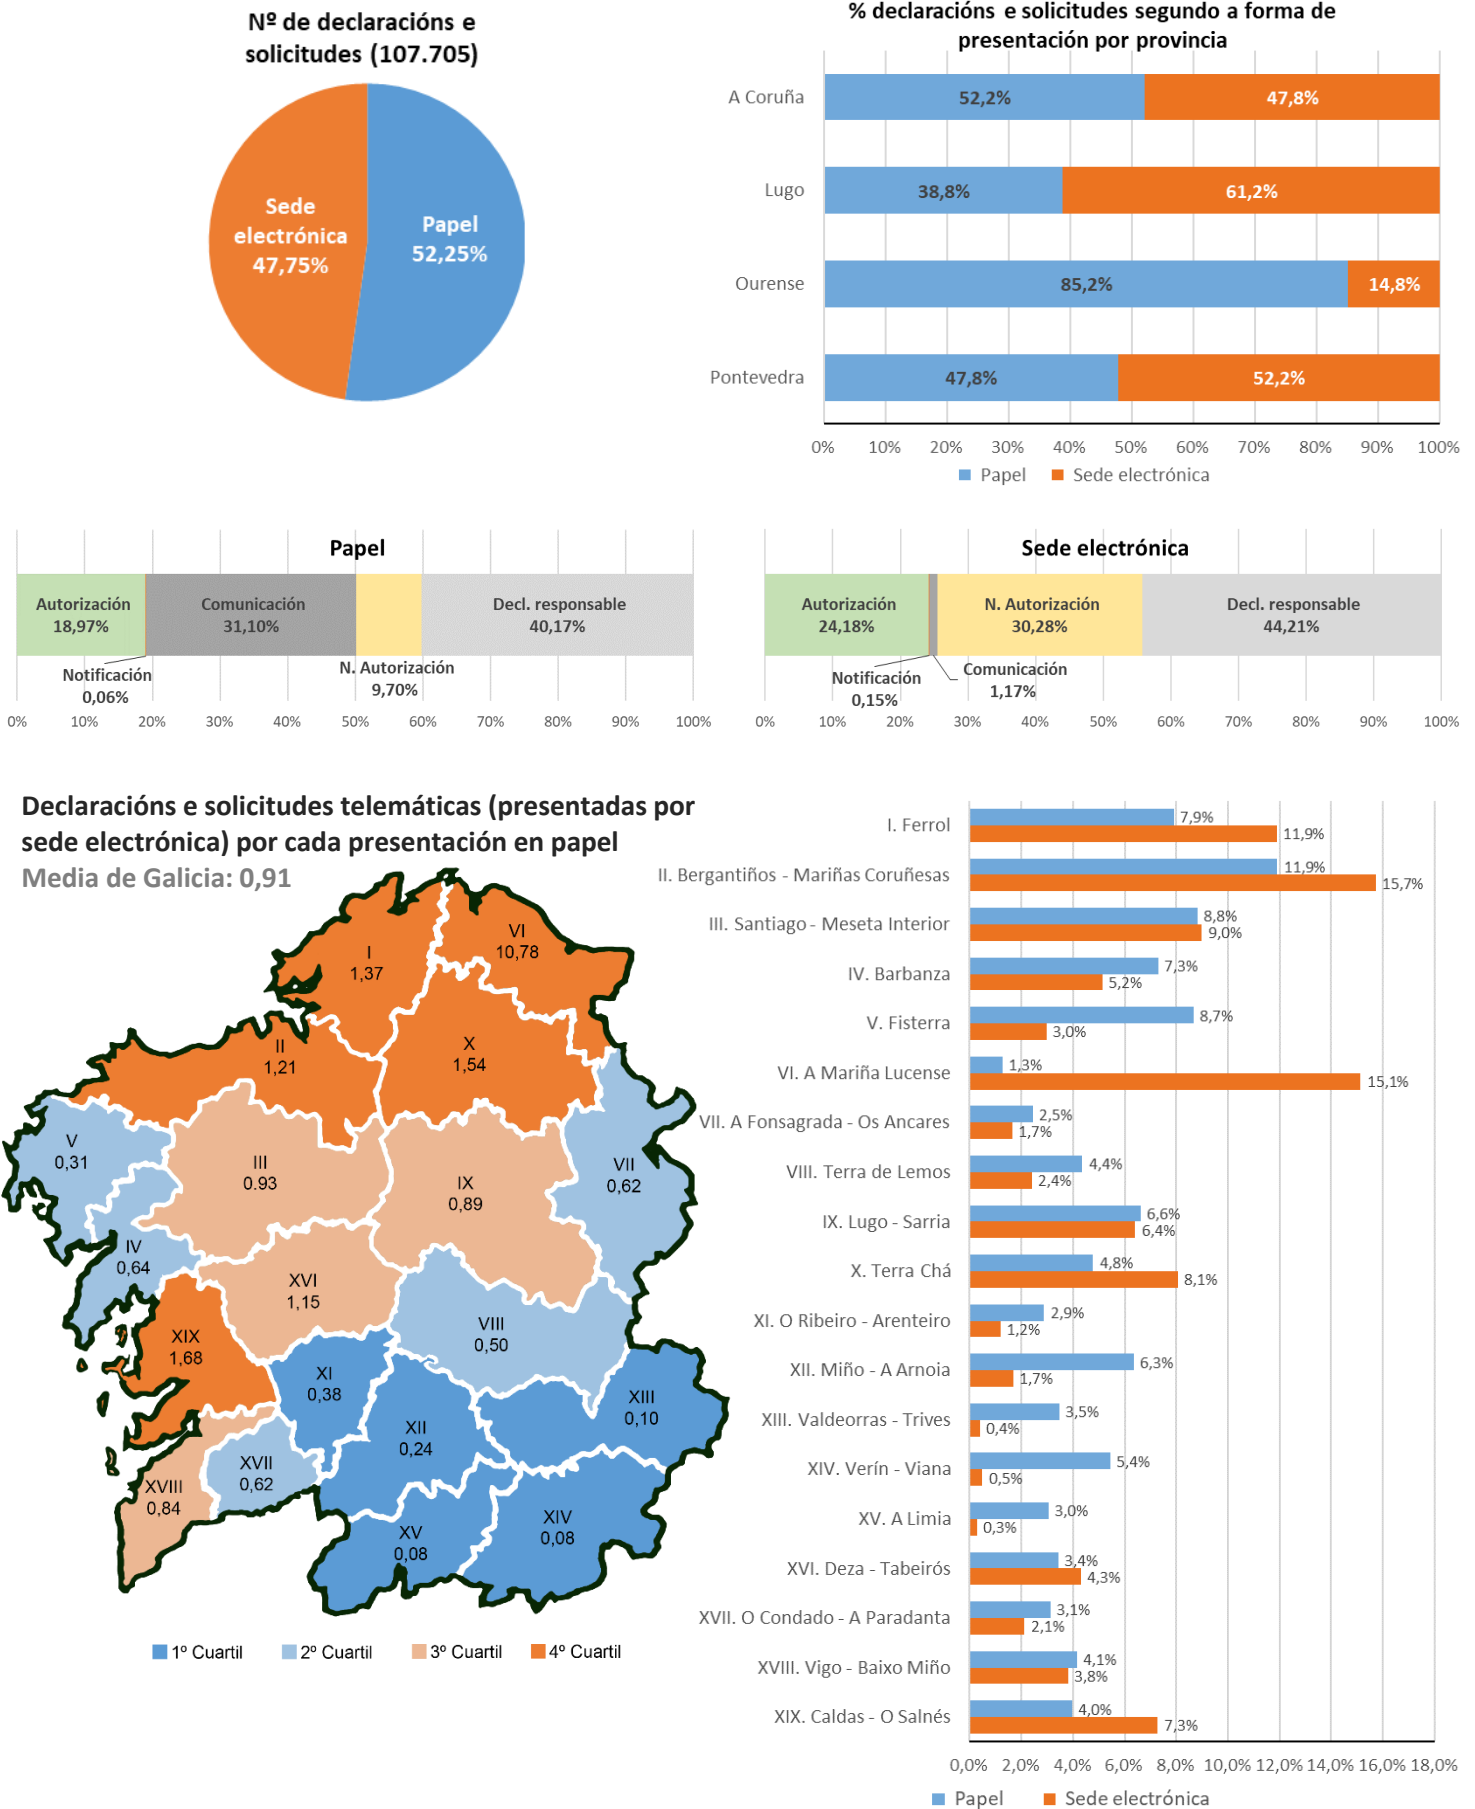 Nº de declaracións e
solicitudes (107.705)
Sede
electrónica
47,75%
Papel
52,25%
% declaracións e solicitudes segundo a forma de
presentación por provincia
A Coruña
52,2%
47,8%
Lugo
38,8%
61,2%
Ourense
85,2%
14,8%
Pontevedra
47,8%
52,2%
0% 10% 20% 30% 40% 50% 60% 70% 80% 90% 100%
Papel Sede electrónica
Papel
Autorización
18,97%
Comunicación
31,10%
Decl. responsable
40,17%
Notificación
0,06%
N. Autorización
9,70%
0% 10% 20% 30% 40% 50% 60% 70% 80% 90% 100%
Sede electrónica
Autorización
24,18%
N. Autorización
30,28%
Decl. responsable
44,21%
Notificación
0,15%
Comunicación
1,17%
0% 10% 20% 30% 40% 50% 60% 70% 80% 90% 100%
Declaracións e solicitudes telemáticas (presentadas por
sede electrónica) por cada presentación en papel
Media de Galicia: 0,91
I
1,37
VI
10,78
II
1,21
X
1,54
V
0,31
III
0.93
IX
0,89
VII
0,62
IV
0,64
XVI
1,15
VIII
0,50
XIX
1,68
XI
0,38
XIII
0,10
XII
0,24
XVII
0,62
XVIII
0,84
XIV
0,08
XV
0,08
1º Cuartil 2º Cuartil 3º Cuartil 4º Cuartil
I. Ferrol
7,9%
11,9%
II. Bergantiños - Mariñas Coruñesas
11,9%
15,7%
III. Santiago - Meseta Interior
8,8%
9,0%
IV. Barbanza
7,3%
5,2%
V. Fisterra
8,7%
3,0%
VI. A Mariña Lucense
1,3%
15,1%
VII. A Fonsagrada - Os Ancares
2,5%
1,7%
VIII. Terra de Lemos
4,4%
2,4%
IX. Lugo - Sarria
6,6%
6,4%
X. Terra Chá
4,8%
8,1%
XI. O Ribeiro - Arenteiro
2,9%
1,2%
XII. Miño - A Arnoia
6,3%
1,7%
XIII. Valdeorras - Trives
3,5%
0,4%
XIV. Verín - Viana
5,4%
0,5%
XV. A Limia
3,0%
0,3%
XVI. Deza - Tabeirós
3,4%
4,3%
XVII. O Condado - A Paradanta
3,1%
2,1%
XVIII. Vigo - Baixo Miño
4,1%
3,8%
XIX. Caldas - O Salnés
4,0%
7,3%
0,0% 2,0% 4,0% 6,0% 8,0% 10,0% 12,0% 14,0% 16,0% 18,0%
Papel Sede electrónica